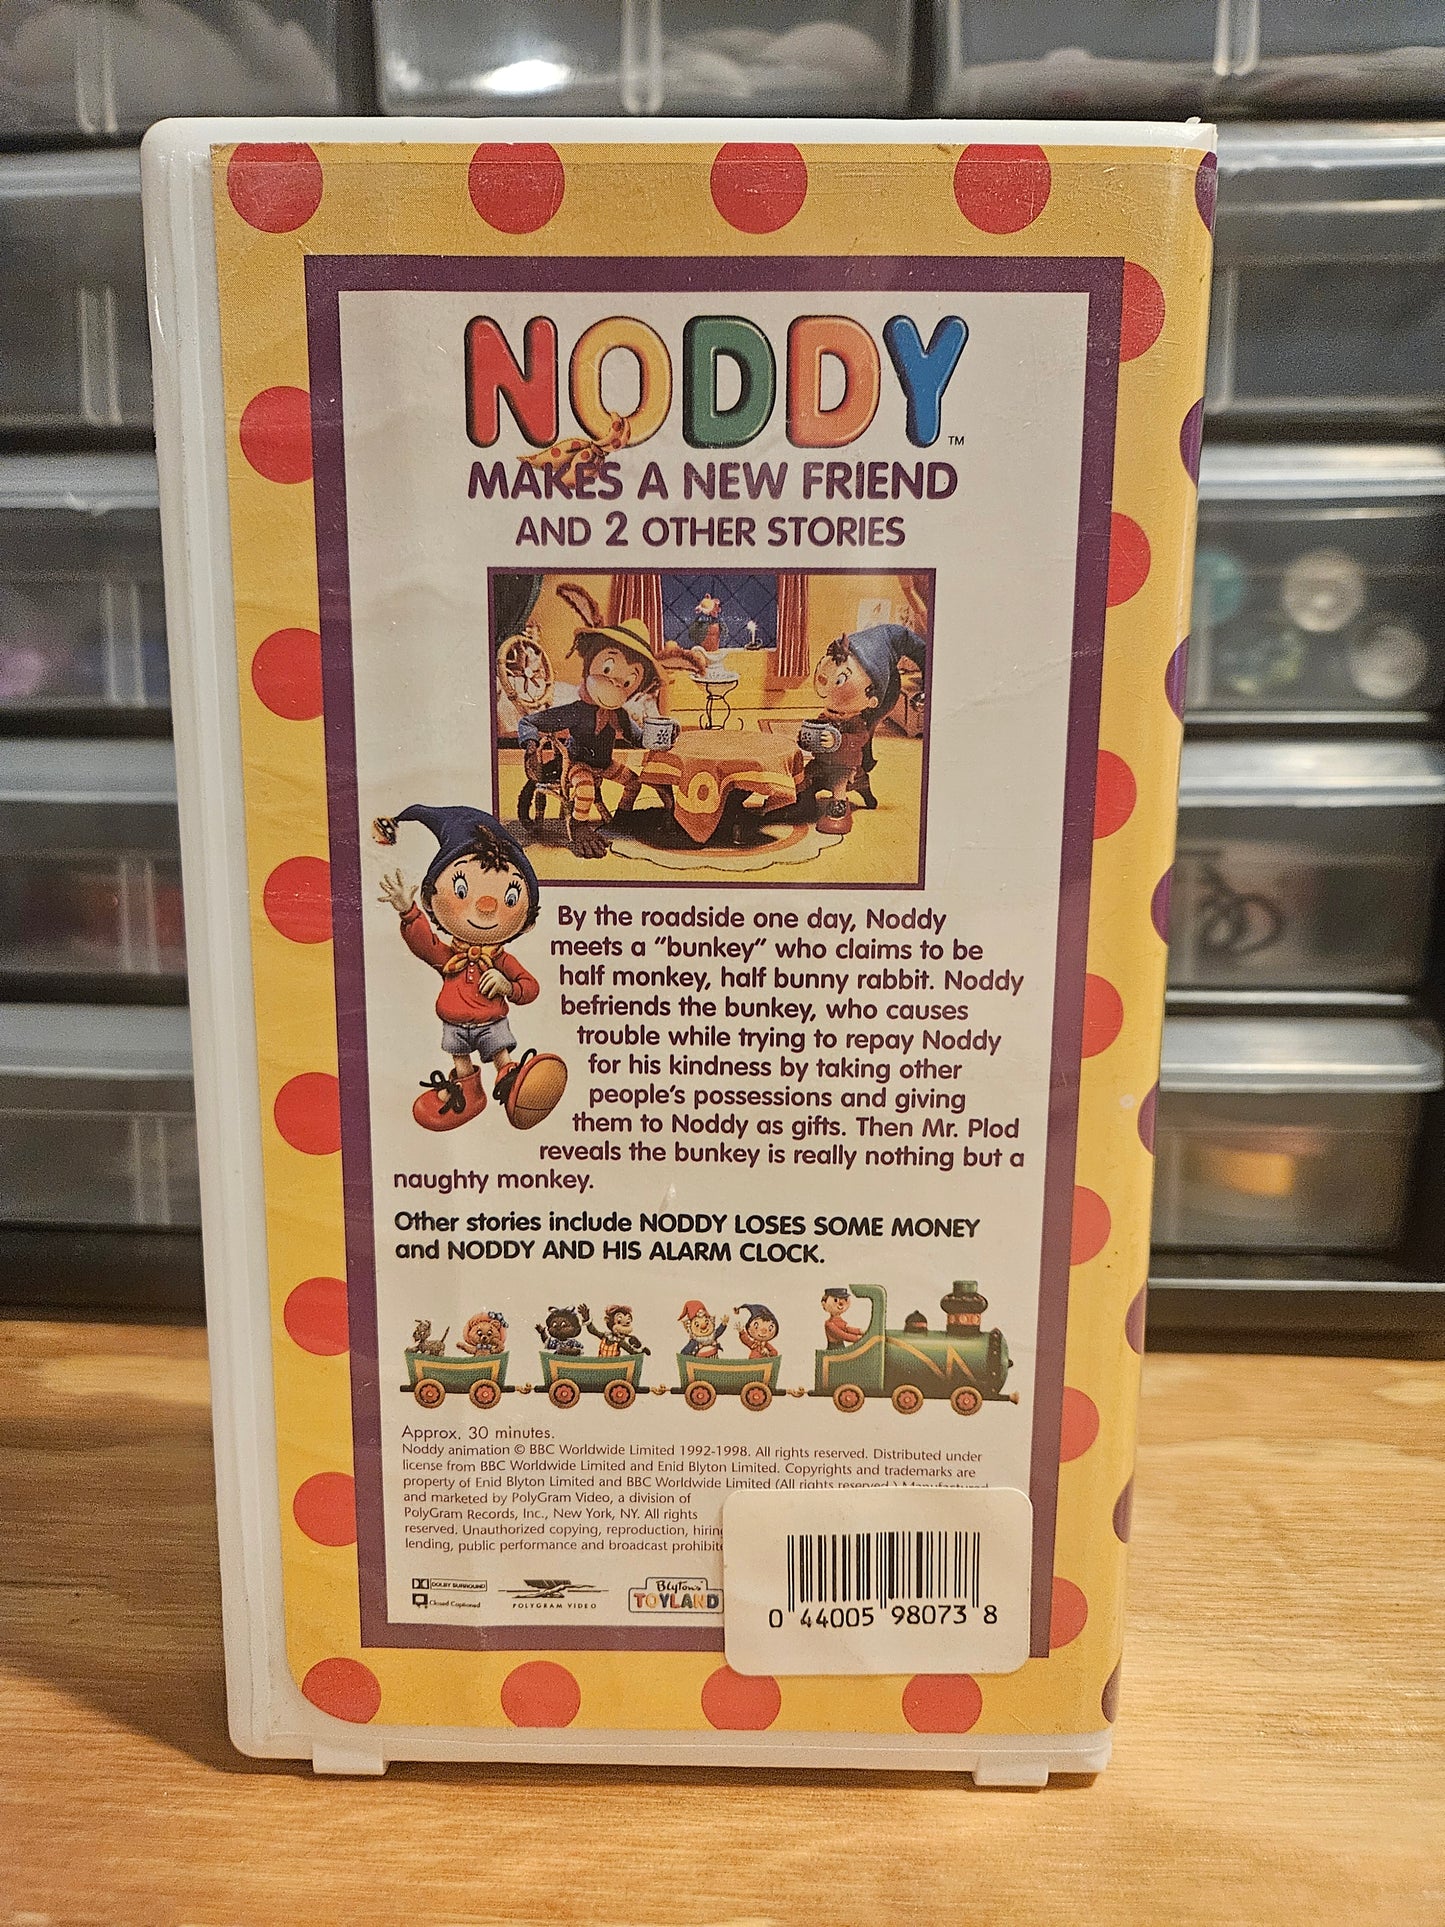 NODDY™
MAKES A NEW FRIEND
AND 2 OTHER STORIES
By the roadside one day, Noddy
meets a "bunkey" who claims to be
half monkey, half bunny rabbit. Noddy
befriends the bunkey, who causes
trouble while trying to repay Noddy
for his kindness by taking other
people's possessions and giving
them to Noddy as gifts. Then Mr. Plod
reveals the bunkey is really nothing but a
naughty monkey.
Other stories include NODDY LOSES SOME MONEY
and NODDY AND HIS ALARM CLOCK.
Approx. 30 minutes.
Noddy animation © BBC Worldwide Limited 1992-1998. All rights reserved. Distributed under
license from BBC Worldwide Limited and Enid Blyton Limited. Copyrights and trademarks are
property of Enid Blyton Limited and BBC Worldwide Limited (All rights reserved.) Manufactured
and marketed by PolyGram Video, a division of
PolyGram Records, Inc., New York, NY. All rights
reserved. Unauthorized copying, reproduction, hiring
lending, public performance and broadcast prohibite
DOLBY SURROUND
Closed Captioned
POLYGRAM VIDEO
Blyton's
TOYLAND
0 44005 98073 8